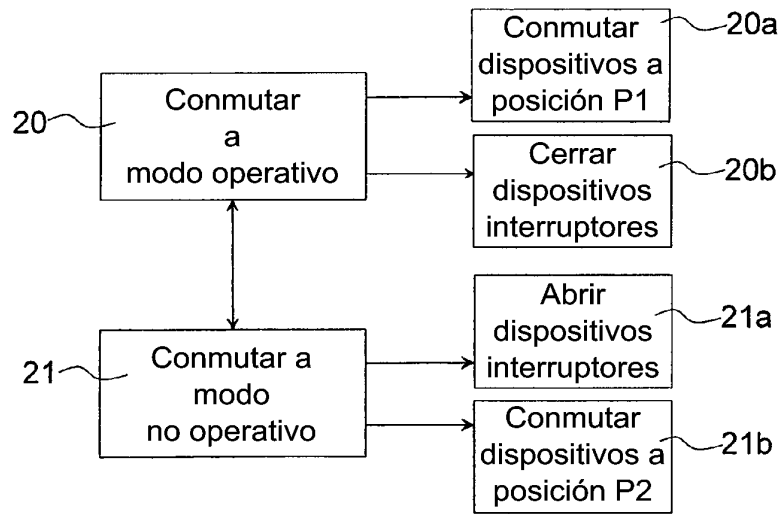 20
Conmutar
a
modo operativo
Conmutar
dispositivos a
posición P1
20a
Cerrar
dispositivos
interruptores
20b
21
Conmutar a
modo
no operativo
Abrir
dispositivos
interruptores
21a
Conmutar
dispositivos a
posición P2
21b